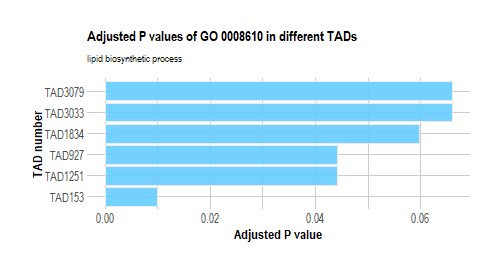 Adjusted P values of GO 0008610 in different TADs
lipid biosynthetic process
TAD number
TAD3079
TAD3033
TAD1834
TAD927
TAD1251
TAD153
0.00 0.02 0.04 0.06
Adjusted P value